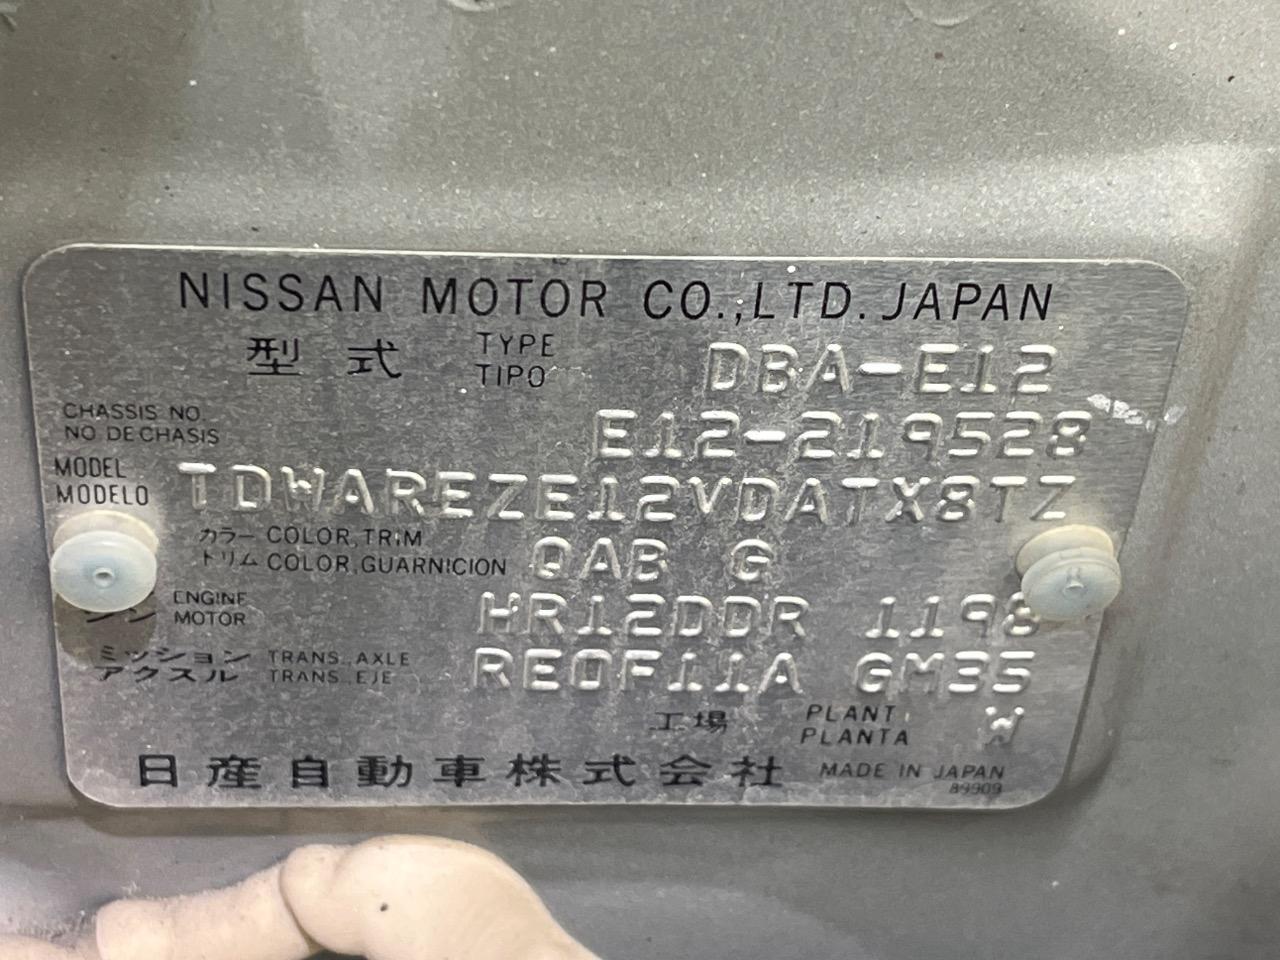 NISSAN MOTOR CO.,LTD. JAPAN
型式 TYPE TIPO DBA-E12
CHASSIS NO. NO DE CHASIS E12-219528
MODEL MODELO TDWAREZE12VDATX8TZ
カラー COLOR,TRIM
トリム COLOR,GUARNICION QAB G
ENGINE
ンン MOTOR HR12DDR 1198
ミッション TRANS., AXLE
アクスル TRANS., EJE RE0F11A GM35
工場 PLANT PLANTA W
日産自動車株式会社 MADE IN JAPAN
89909